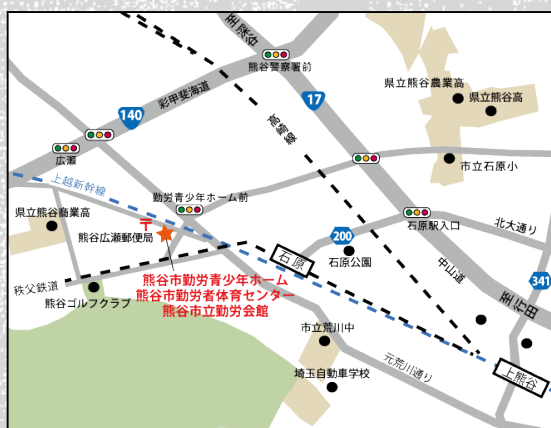 至深谷
熊谷警察署前
県立熊谷農業高
彩甲斐海道
県立熊谷高
17
140
高崎線
広瀬
市立石原小
上越新幹線
勤労青少年ホーム前
県立熊谷商業高
石原駅入口
北大通り
熊谷広瀬郵便局
200
石原
石原公園
中山道
熊谷市勤労青少年ホーム
熊谷市勤労者体育センター
熊谷市立勤労会館
秩父鉄道
341
至行田
熊谷ゴルフクラブ
市立荒川中
元荒川通り
埼玉自動車学校
上熊谷